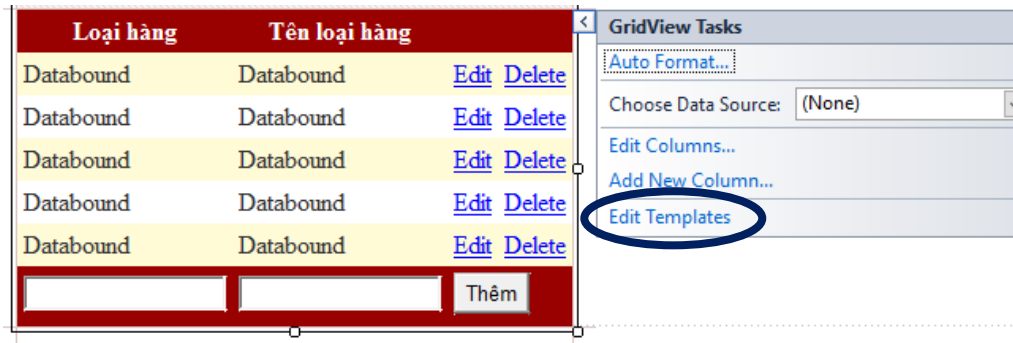 Loại hàng Tên loại hàng
Databound Databound Edit Delete
Databound Databound Edit Delete
Databound Databound Edit Delete
Databound Databound Edit Delete
Databound Databound Edit Delete
Thêm
GridView Tasks
Auto Format...
Choose Data Source: (None)
Edit Columns...
Add New Column...
Edit Templates